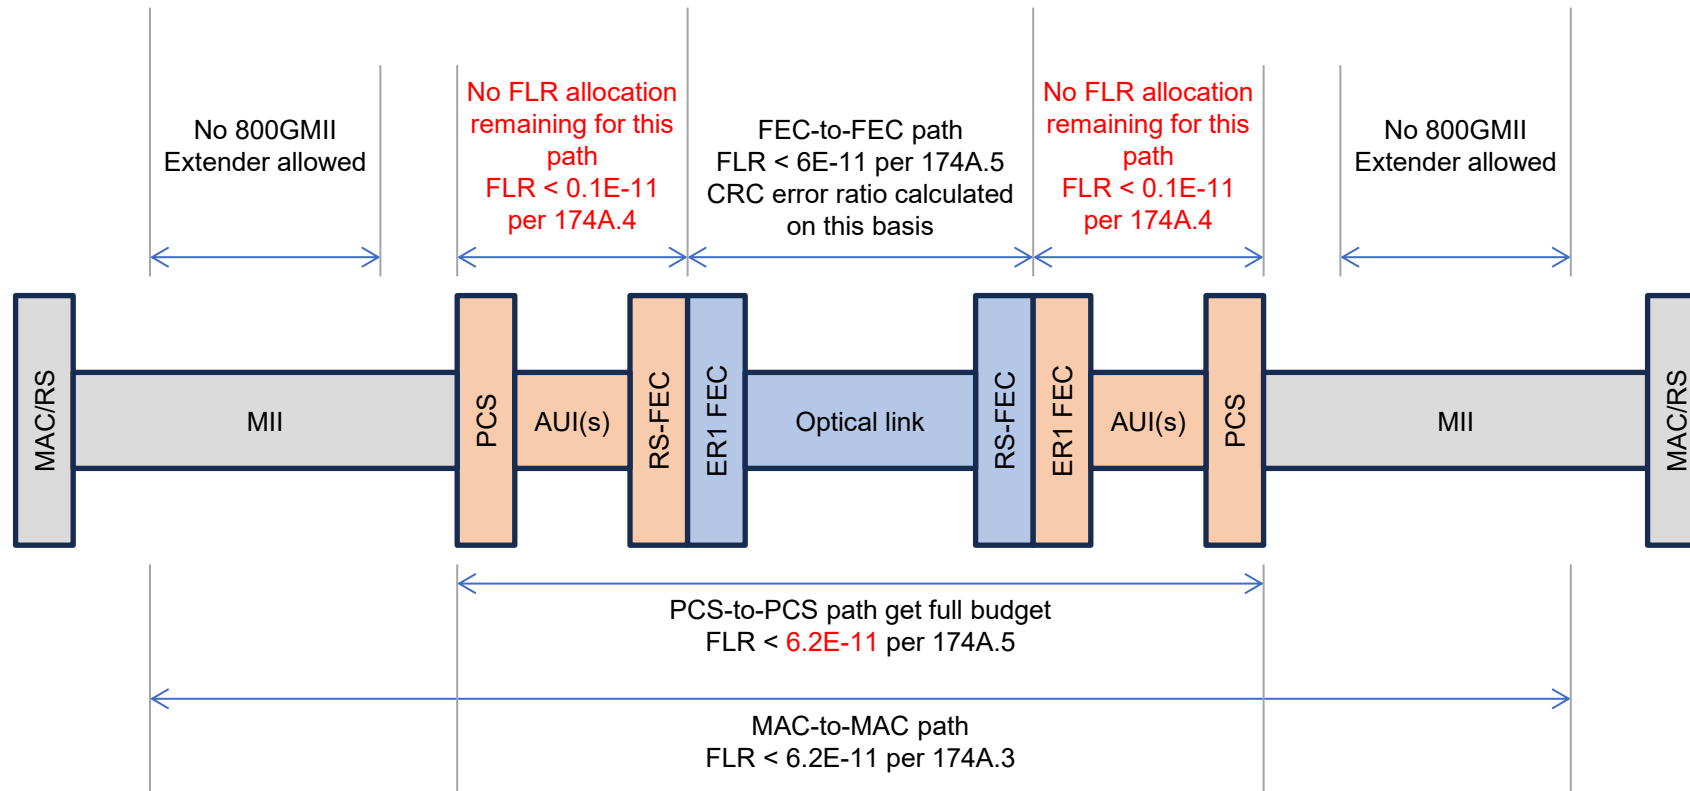 No 800GMII
Extender allowed
No FLR allocation
remaining for this
path
FLR < 0.1E-11
per 174A.4
FEC-to-FEC path
FLR < 6E-11 per 174A.5
CRC error ratio calculated
on this basis
No FLR allocation
remaining for this
path
FLR < 0.1E-11
per 174A.4
No 800GMII
Extender allowed
MAC/RS
MII
PCS
AUI(s)
RS-FEC
ER1 FEC
Optical link
RS-FEC
ER1 FEC
AUI(s)
PCS
MII
MAC/RS
PCS-to-PCS path get full budget
FLR < 6.2E-11 per 174A.5
MAC-to-MAC path
FLR < 6.2E-11 per 174A.3